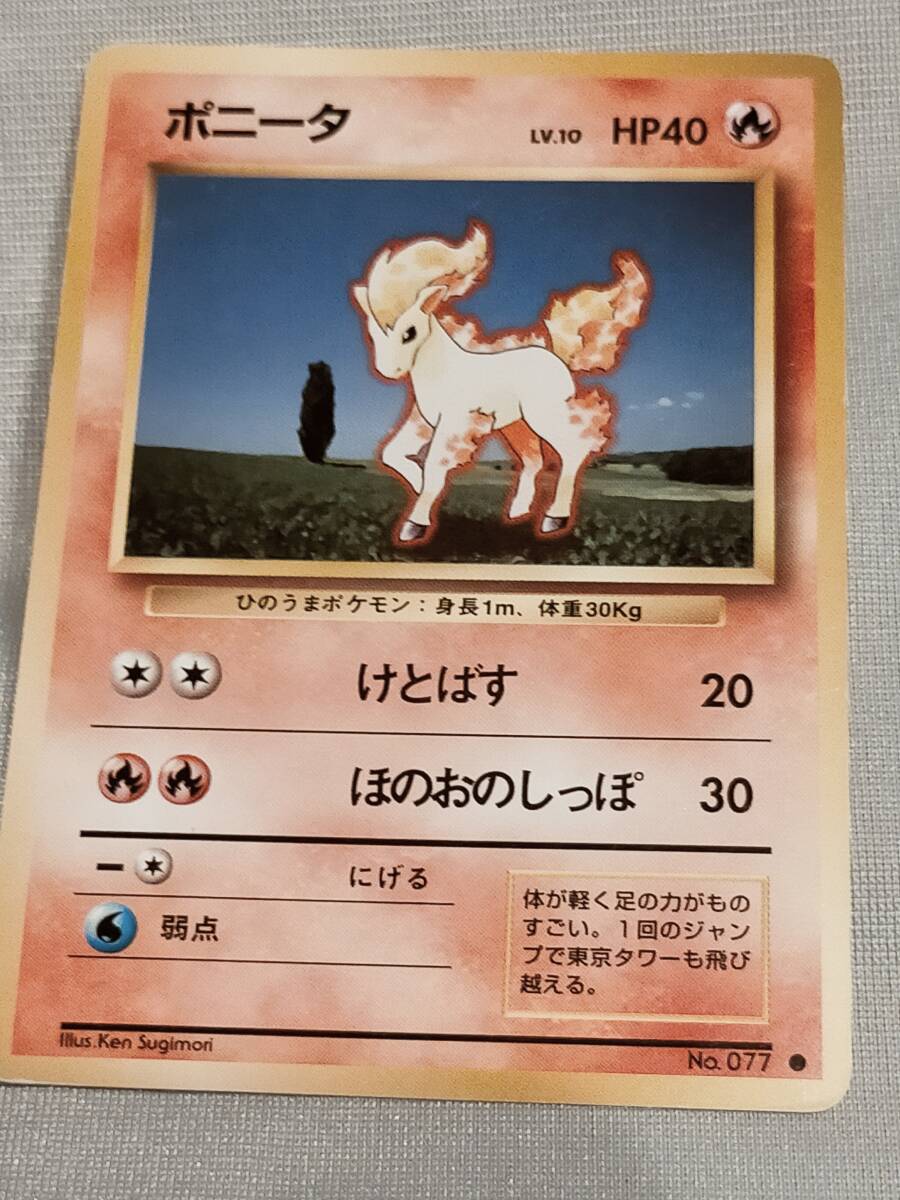 ポニータ LV.10 HP40
ひのうまポケモン：身長1m、体重30Kg
けとばす 20
ほのおのしっぽ 30
にげる
弱点
体が軽く足の力がもの
すごい。１回のジャン
プで東京タワーも飛び
越える。
Illus.Ken Sugimori
No. 077